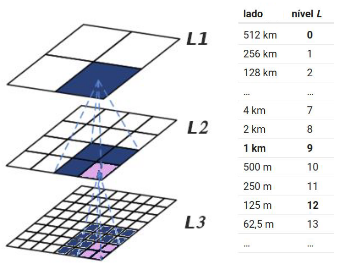 L1
L2
L3
lado nível L
512 km 0
256 km 1
128 km 2
... ...
4 km 7
2 km 8
1 km 9
500 m 10
250 m 11
125 m 12
62,5 m 13
... ...